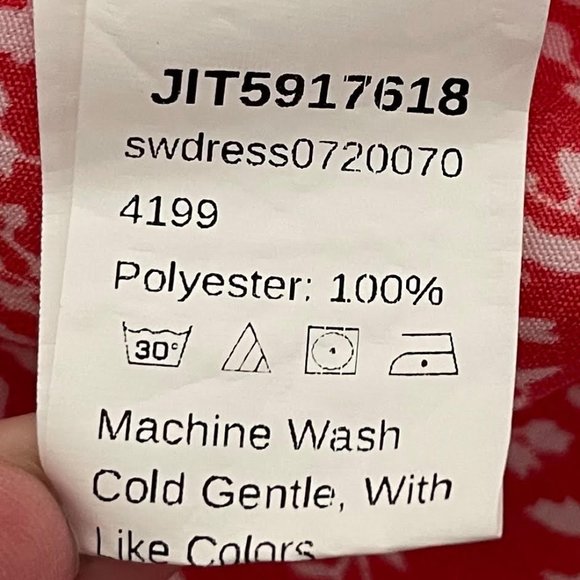 JIT5917618
swdress0720070
4199
Polyester: 100%
30°
Machine Wash
Cold Gentle, With
Like Colors